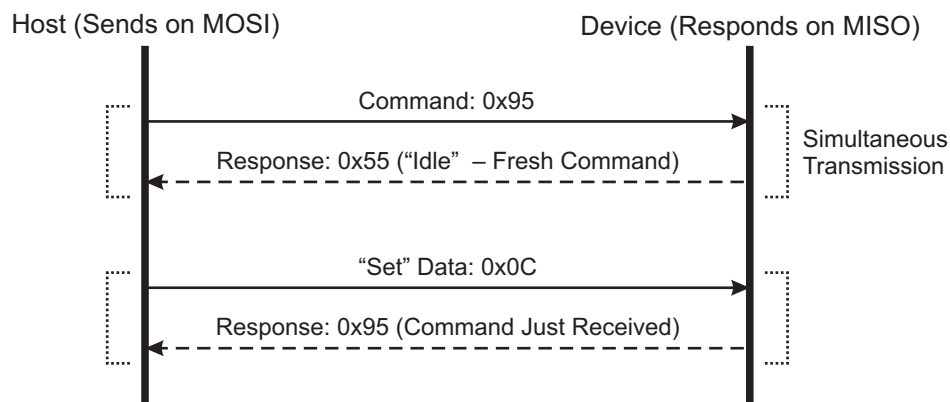 Host (Sends on MOSI)
Device (Responds on MISO)
Command: 0x95
Response: 0x55 (“Idle” – Fresh Command)
Simultaneous
Transmission
“Set” Data: 0x0C
Response: 0x95 (Command Just Received)